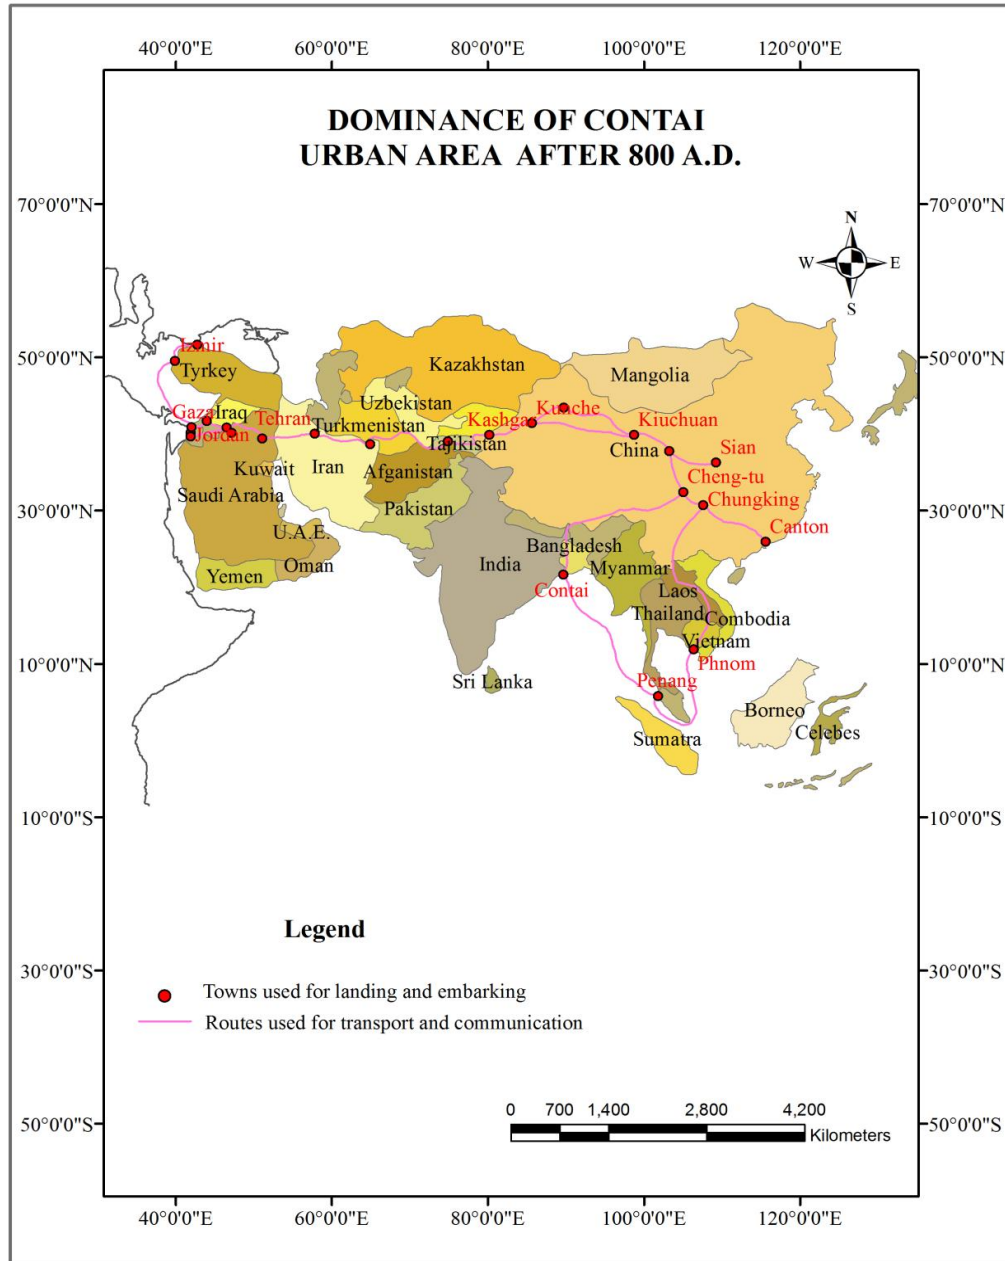 40°0'0"E 60°0'0"E 80°0'0"E 100°0'0"E 120°0'0"E
DOMINANCE OF CONTAI
URBAN AREA AFTER 800 A.D.
70°0'0"N 70°0'0"N
N
W E
S
50°0'0"N 50°0'0"N
Izmir
Tyrkey
Kazakhstan
Mangolia
Uzbekistan
Gaza Iraq Tehran
Turkmenistan
Kashga Kunche Kiuchuan
Jordan
Tajikistan
China
Sian
Kuwait Iran Afganistan
Cheng-tu
Saudi Arabia
Pakistan
Chungking
30°0'0"N 30°0'0"N
Canton
U.A.E.
Bangladesh
Oman
India
Myanmar
Yemen
Contai
Laos
Thailand
Combodia
Vietnam
10°0'0"N 10°0'0"N
Phnom
Sri Lanka
Penang
Borneo
Sumatra
Celebes
10°0'0"S 10°0'0"S
Legend
30°0'0"S 30°0'0"S
Towns used for landing and embarking
Routes used for transport and communication
0 700 1,400 2,800 4,200
Kilometers
50°0'0"S 50°0'0"S
40°0'0"E 60°0'0"E 80°0'0"E 100°0'0"E 120°0'0"E